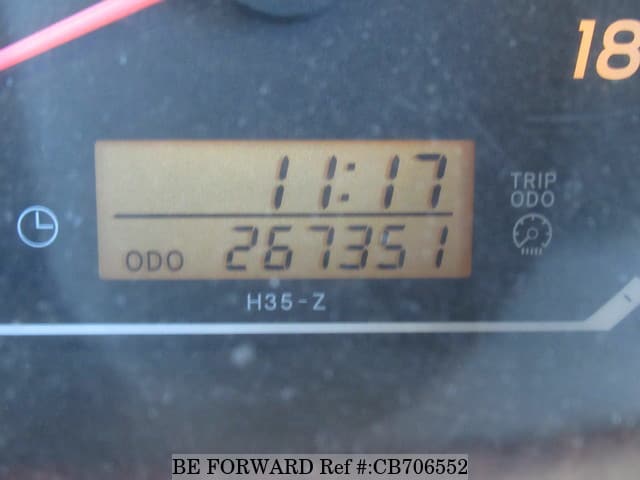 18
11:17
TRIP
ODO
ODO 267351
H35-Z
BE FORWARD Ref #:CB706552